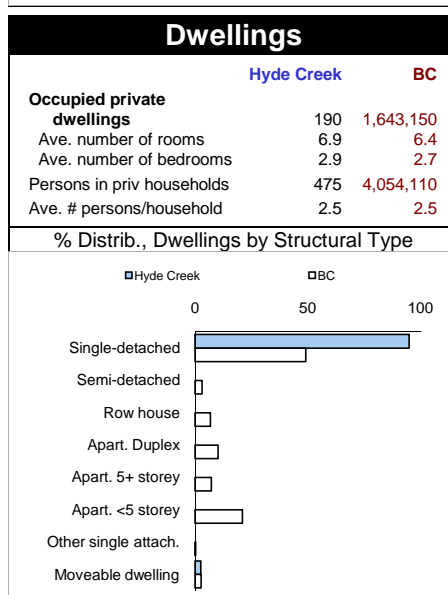 Dwellings
Hyde Creek BC
Occupied private
dwellings 190 1,643,150
Ave. number of rooms 6.9 6.4
Ave. number of bedrooms 2.9 2.7
Persons in priv households 475 4,054,110
Ave. # persons/household 2.5 2.5
% Distrib., Dwellings by Structural Type
Hyde Creek BC
0 50 100
Single-detached
Semi-detached
Row house
Apart. Duplex
Apart. 5+ storey
Apart. <5 storey
Other single attach.
Moveable dwelling